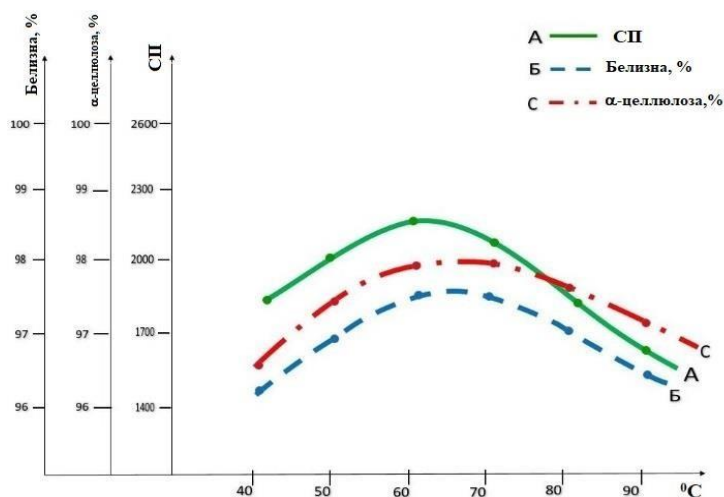 Белизна, %
α-целлюлоза, %
СП
А СП
Б Белизна, %
С α-целлюлоза,%
100 100 2600
99 99 2300
98 98 2000
97 97 1700
96 96 1400
С
А
Б
40 50 60 70 80 90 ⁰С